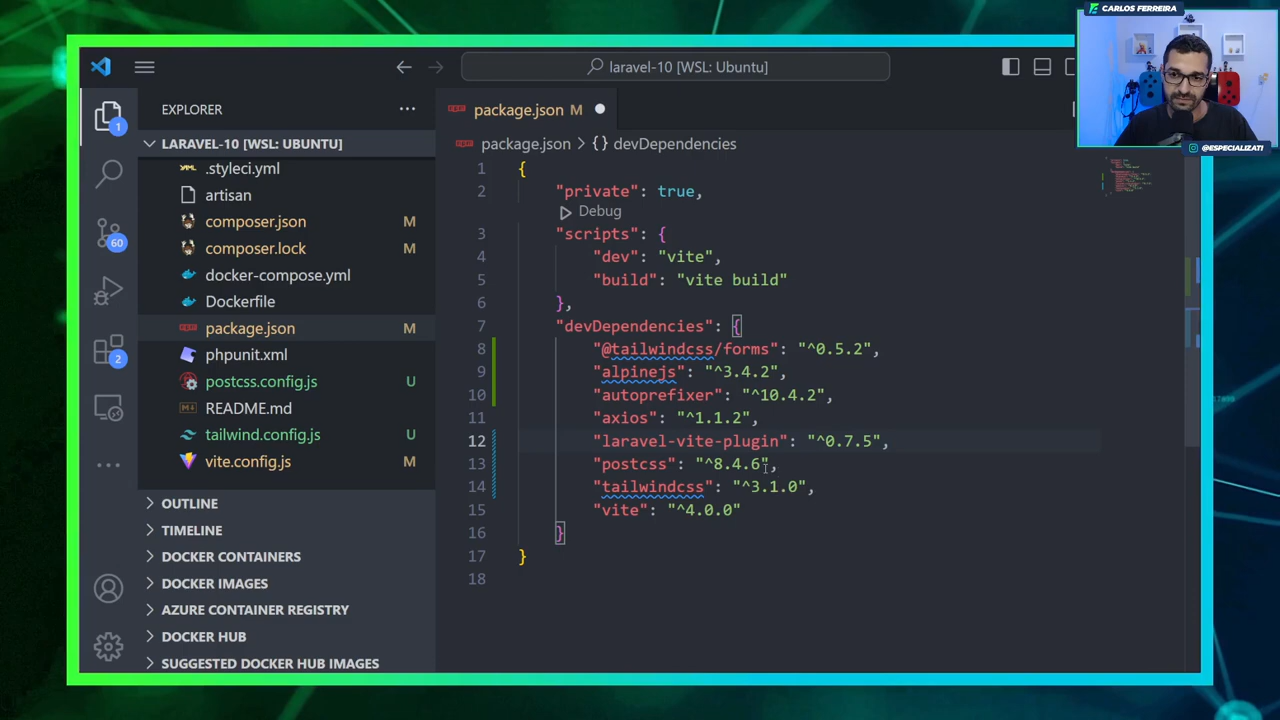 CARLOS FERREIRA
@ESPECIALIZATI
laravel-10 [WSL: Ubuntu]
EXPLORER
package.json M
LARAVEL-10 [WSL: UBUNTU]
.styleci.yml
artisan
composer.json M
composer.lock M
docker-compose.yml
Dockerfile
package.json M
phpunit.xml
postcss.config.js U
README.md
tailwind.config.js U
vite.config.js M
OUTLINE
TIMELINE
DOCKER CONTAINERS
DOCKER IMAGES
AZURE CONTAINER REGISTRY
DOCKER HUB
SUGGESTED DOCKER HUB IMAGES
1
60
2
package.json > {} devDependencies
1 {
2 "private": true,
Debug
3 "scripts": {
4 "dev": "vite",
5 "build": "vite build"
6 },
7 "devDependencies": {
8 "@tailwindcss/forms": "^0.5.2",
9 "alpinejs": "^3.4.2",
10 "autoprefixer": "^10.4.2",
11 "axios": "^1.1.2",
12 "laravel-vite-plugin": "^0.7.5",
13 "postcss": "^8.4.6",
14 "tailwindcss": "^3.1.0",
15 "vite": "^4.0.0"
16 }
17 }
18